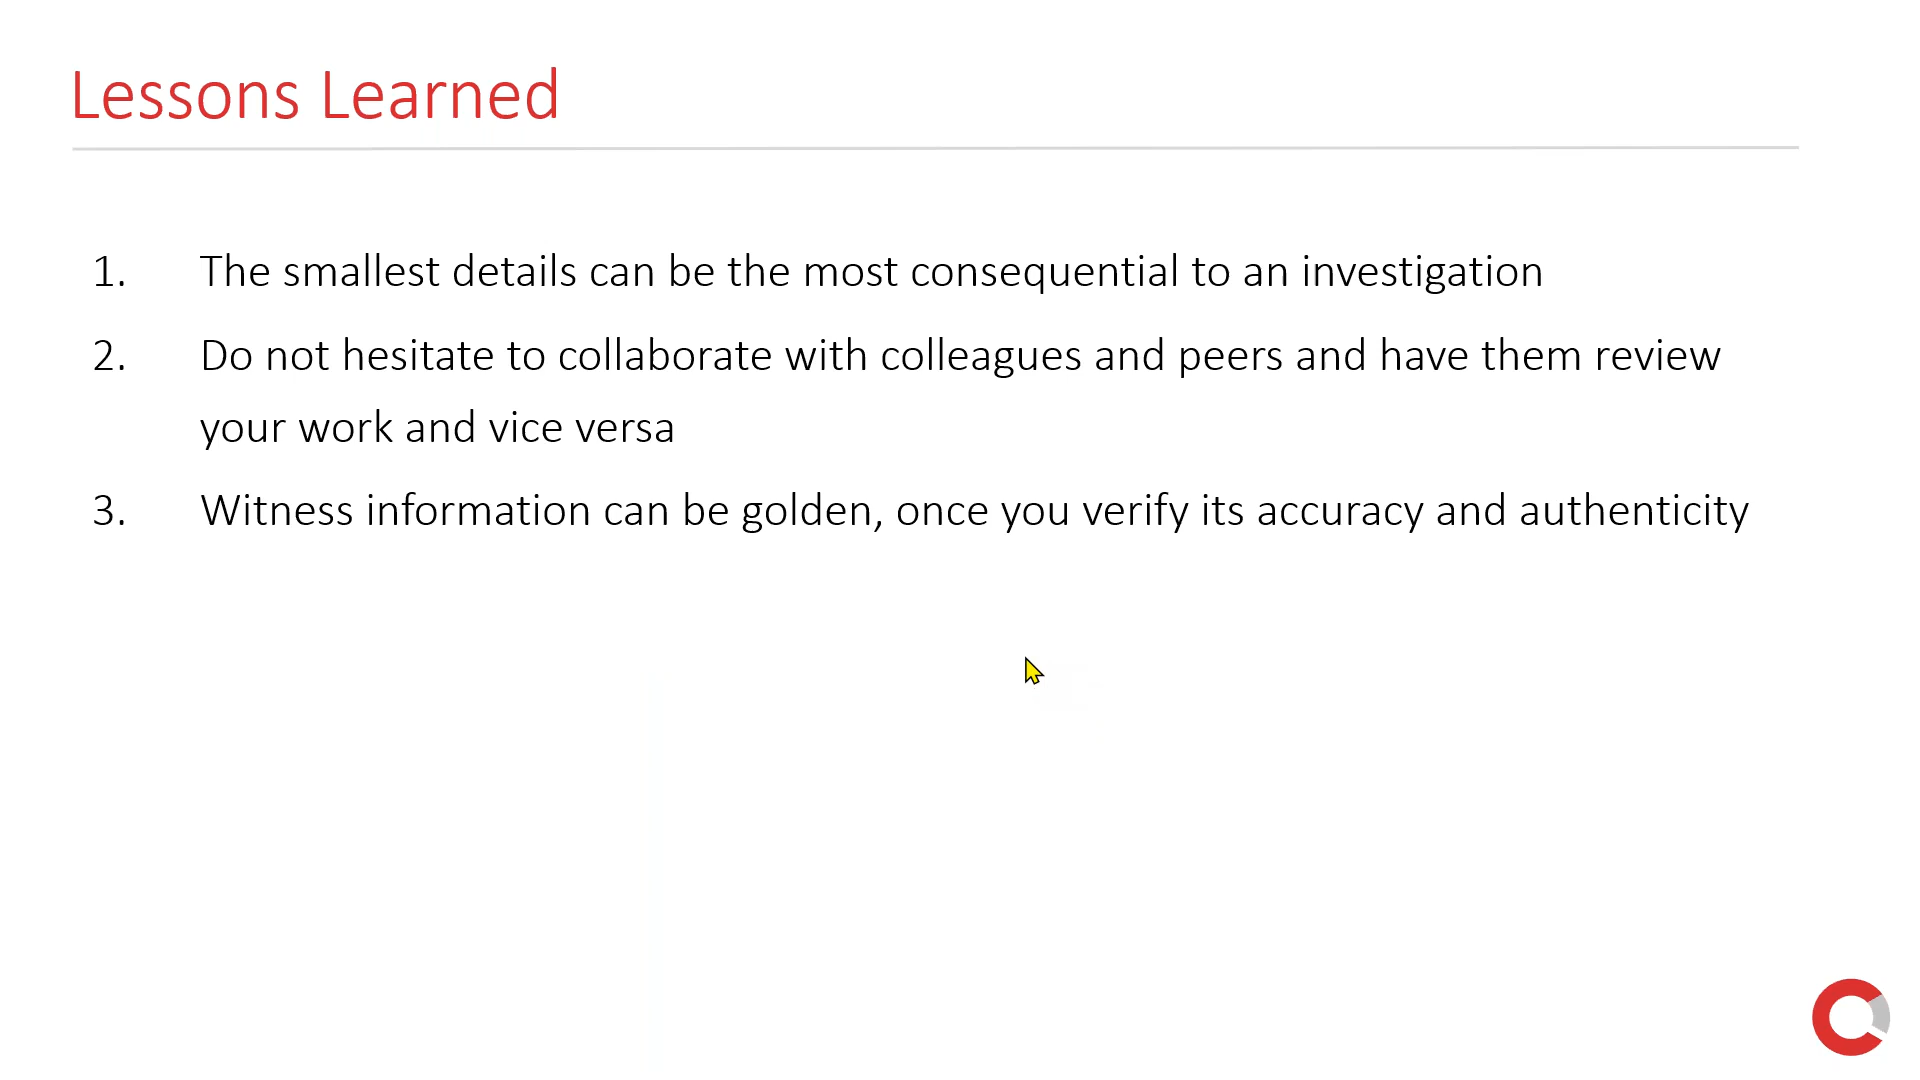 Lessons Learned
1. The smallest details can be the most consequential to an investigation
2. Do not hesitate to collaborate with colleagues and peers and have them review
your work and vice versa
3. Witness information can be golden, once you verify its accuracy and authenticity